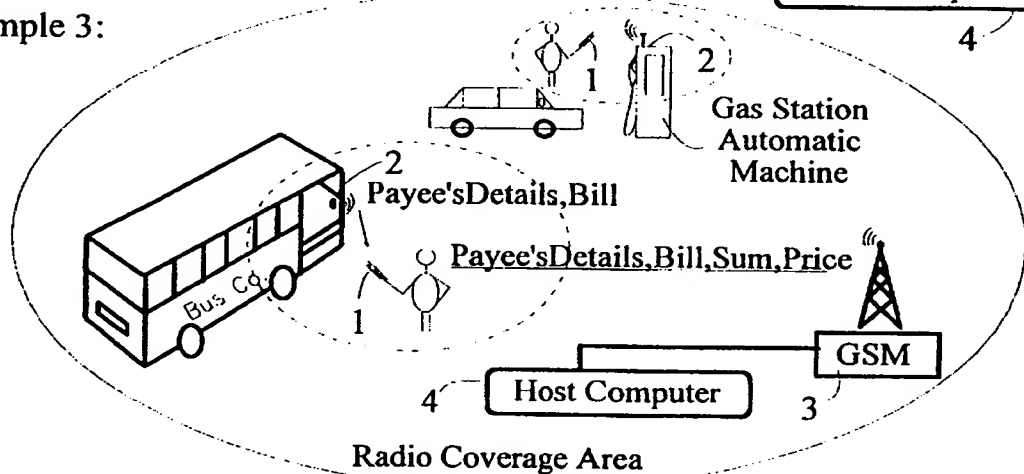 mple 3:
4
1
2
Gas Station
Automatic
Machine
2
Payee'sDetails,Bill
Payee'sDetails,Bill,Sum,Price
Bus Co.
1
GSM
3
4
Host Computer
Radio Coverage Area